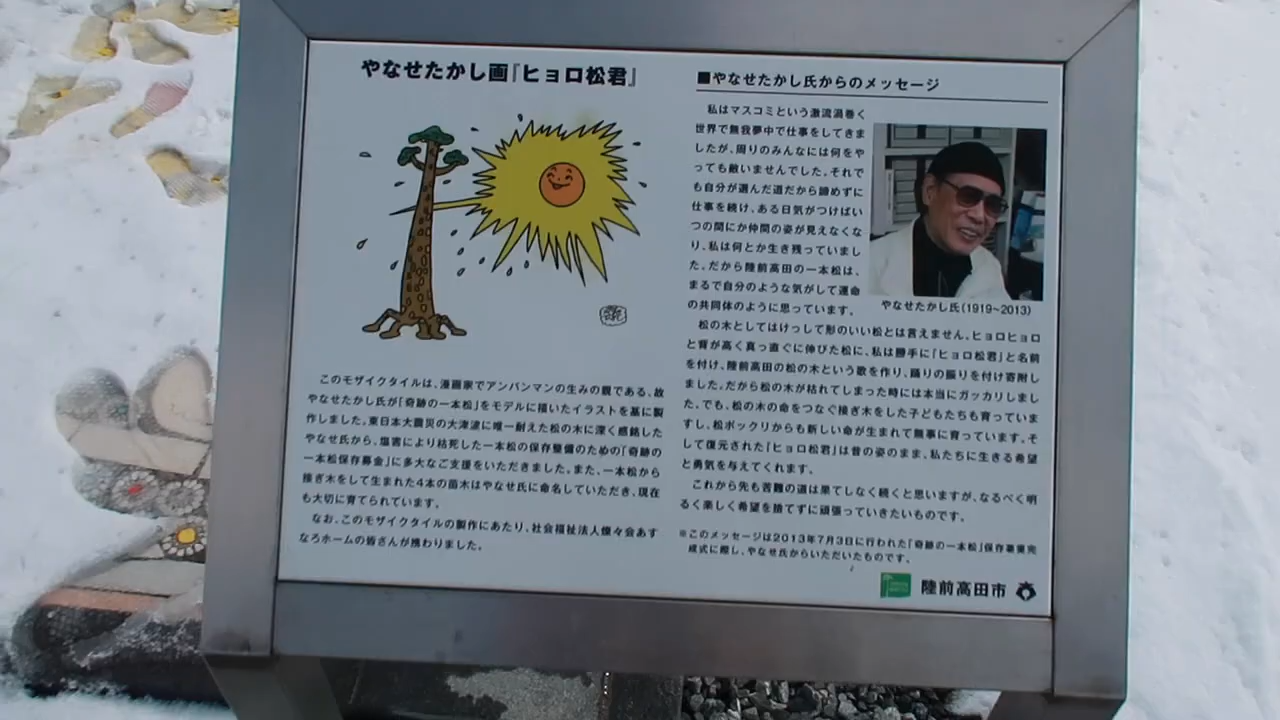 やなせたかし画『ヒョロ松君』
このモザイクタイルは、漫画家でアンパンマンの生みの親である、故
やなせたかし氏が「奇跡の一本松」をモデルに描いたイラストを基に製
作しました。東日本大震災の大津波に唯一耐えた松の木に深く感銘した
やなせ氏から、塩害により枯死した一本松の保存整備のための「奇跡の
一本松保存募金」に多大なご支援をいただきました。また、一本松から
接ぎ木をして生まれた4本の苗木はやなせ氏に命名していただき、現在
も大切に育てられています。
なお、このモザイクタイルの製作にあたり、社会福祉法人燦々会あす
なろホームの皆さんが携わりました。
■やなせたかし氏からのメッセージ
私はマスコミという激流渦巻く
世界で無我夢中で仕事をしてきま
したが、周りのみんなには何をや
っても敵いませんでした。それで
も自分が選んだ道だから諦めずに
仕事を続け、ある日気がつけばい
つの間にか仲間の姿が見えなくな
り、私は何とか生き残っていまし
た。だから陸前高田の一本松は、
まるで自分のような気がして運命
の共同体のように思っています。
松の木としてはけっして形のいい松とは言えません。ヒョロヒョロ
と背が高く真っ直ぐに伸びた松に、私は勝手に「ヒョロ松君」と名前
を付け、陸前高田の松の木という歌を作り、踊りの振りを付け寄附し
ました。だから松の木が枯れてしまった時には本当にガッカリしまし
た。でも、松の木の命をつなぐ接ぎ木をした子どもたちも育っていま
すし、松ボックリからも新しい命が生まれて無事に育っています。そ
して復元された「ヒョロ松君」は昔の姿のまま、私たちに生きる希望
と勇気を与えてくれます。
これから先も苦難の道は果てしなく続くと思いますが、なるべく明
るく楽しく希望を捨てずに頑張っていきたいものです。
※このメッセージは2013年7月3日に行われた「奇跡の一本松」保存事業完
成式に際し、やなせ氏からいただいたものです。
やなせたかし氏(1919~2013)
陸前高田市